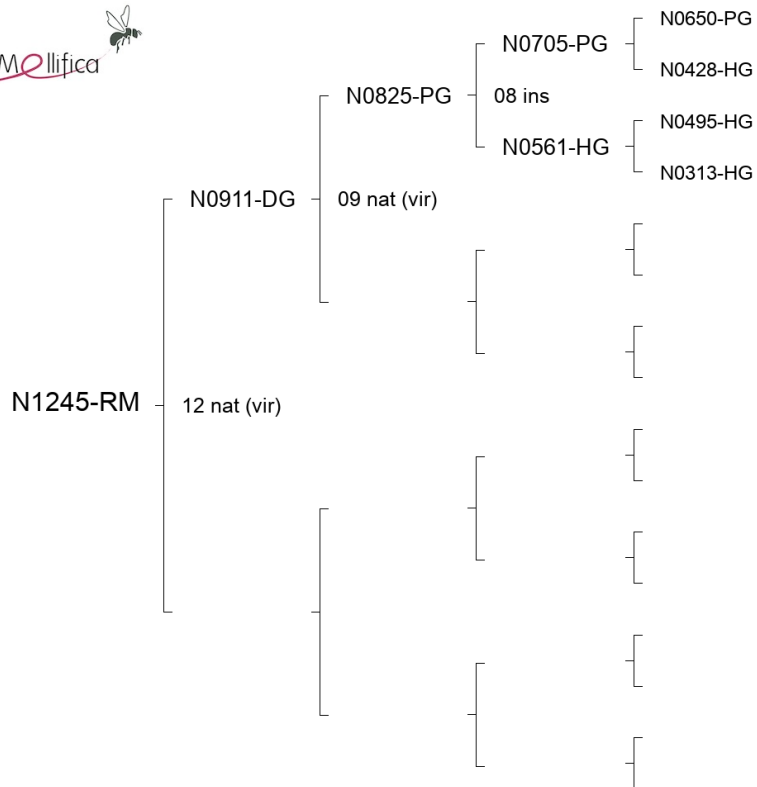 Mellifica
N0650-PG
N0705-PG
N0428-HG
N0825-PG
08 ins
N0495-HG
N0561-HG
N0313-HG
N0911-DG
09 nat (vir)
N1245-RM
12 nat (vir)